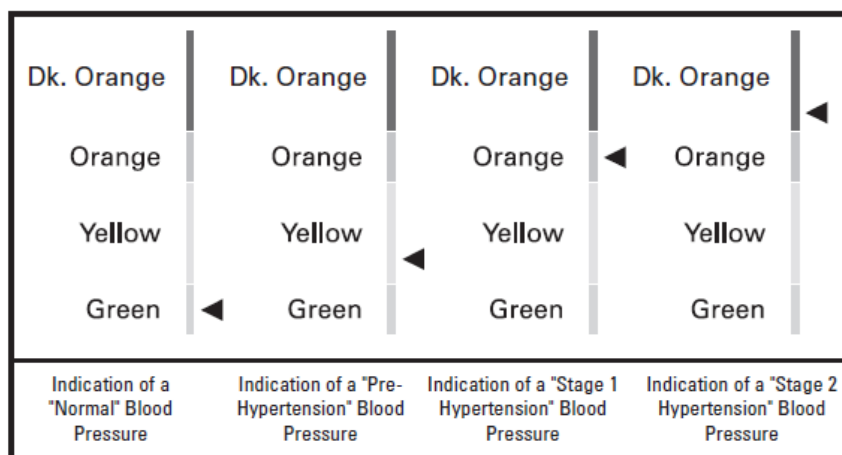 Dk. Orange Dk. Orange Dk. Orange Dk. Orange
Orange Orange Orange Orange
Yellow Yellow Yellow Yellow
Green Green Green Green
Indication of a
"Normal" Blood
Pressure
Indication of a "Pre-
Hypertension" Blood
Pressure
Indication of a "Stage 1
Hypertension" Blood
Pressure
Indication of a "Stage 2
Hypertension" Blood
Pressure